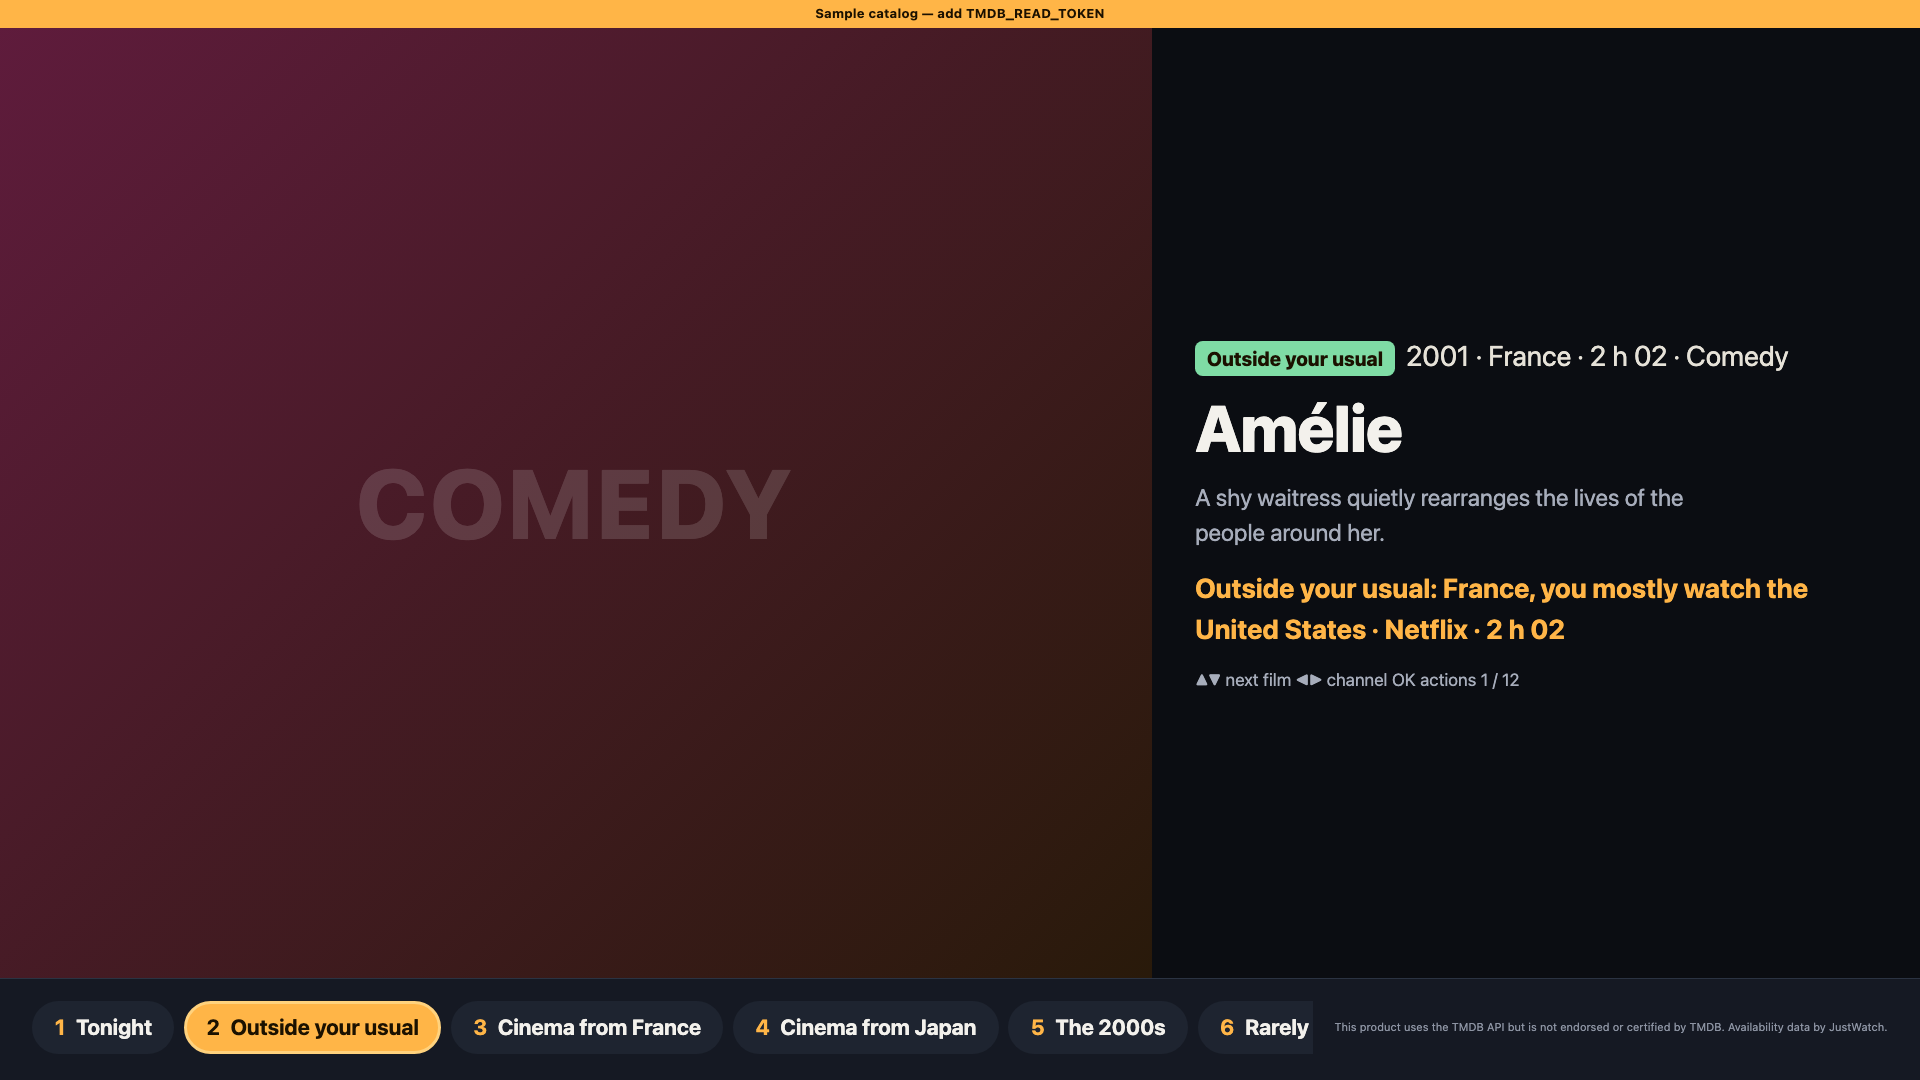 Sample catalog — add TMDB_READ_TOKEN
COMEDY
Outside your usual 2001 · France · 2 h 02 · Comedy
Amélie
A shy waitress quietly rearranges the lives of the
people around her.
Outside your usual: France, you mostly watch the
United States · Netflix · 2 h 02
▲▼ next film ◀▶ channel OK actions 1 / 12
1 Tonight 2 Outside your usual 3 Cinema from France 4 Cinema from Japan 5 The 2000s 6 Rarely This product uses the TMDB API but is not endorsed or certified by TMDB. Availability data by JustWatch.